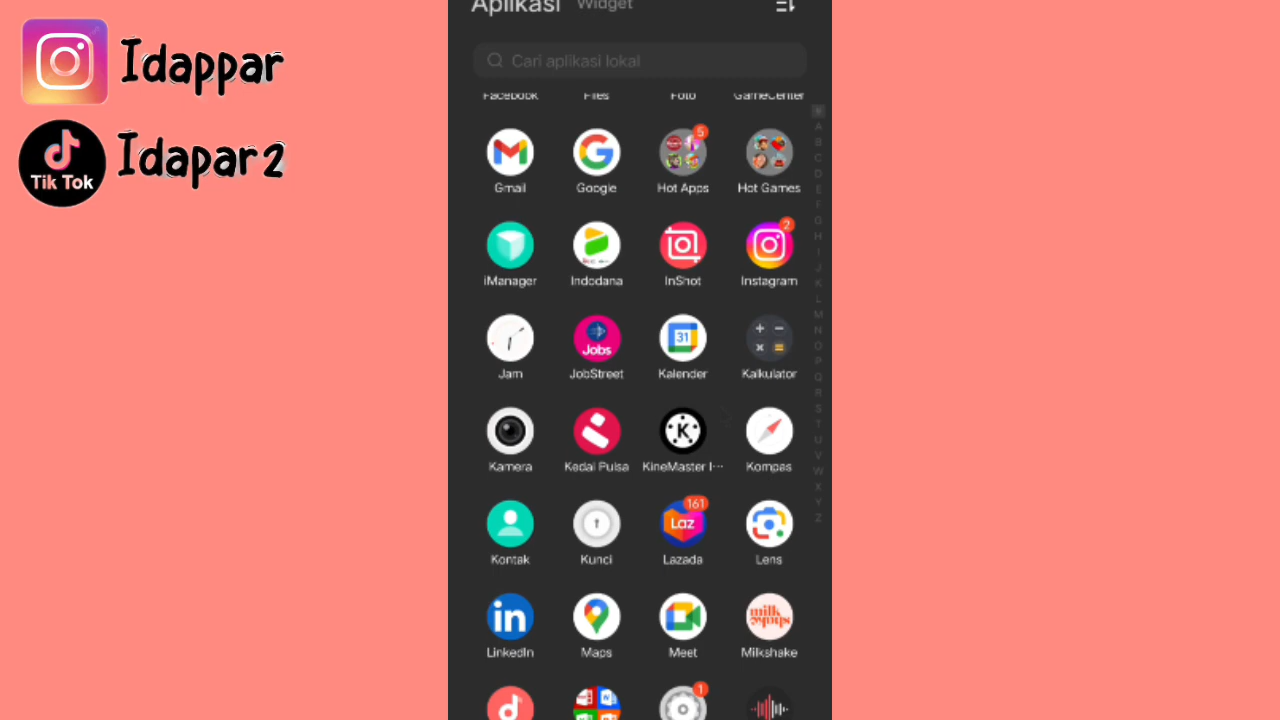 Idappar
Tik Tok
Idapar2
Aplikasi Widget
Cari aplikasi lokal
Facebook Files Foto GameCenter
5
Gmail Google Hot Apps Hot Games
2
iManager Indodana InShot Instagram
31
Jobs
Jam JobStreet Kalender Kalkulator
K
Kamera Kedai Pulsa KineMaster I··· Kompas
161
Laz
Kontak Kunci Lazada Lens
in
milk
shake
LinkedIn Maps Meet Milkshake
1
#
A
B
C
D
E
F
G
H
I
J
K
L
M
N
O
P
Q
R
S
T
U
V
W
X
Y
Z